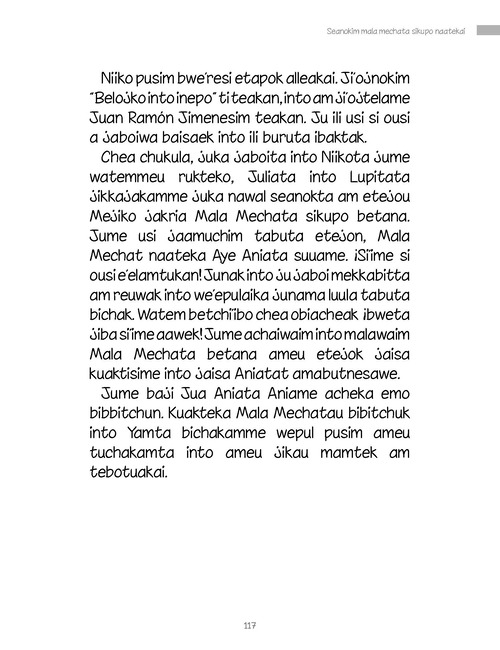 Seanokim mala mechata sikupo naatekai
Niiko pusim bwe'resi etapok alleakai. Ji'ojnokim
“Belojko into inepo” ti teakan, into am ji'ojtelame
Juan Ramón Jimenesim teakan. Ju ili usi si ousi
a jaboiwa baisaek into ili buruta ibaktak.
Chea chukula, juka jaboita into Niikota jume
watemmeu rukteko, Juliata into Lupitata
jikkajakamme juka nawal seanokta am etejou
Mejiko jakria Mala Mechata sikupo betana.
Jume usi jaamuchim tabuta etejon, Mala
Mechat naateka Aye Aniata suuame. ¡Si'ime si
ousi e'elamtukan! Junak into ju jaboi mekkabitta
am reuwak into we'epulaika junama luula tabuta
bichak. Watem betchi'ibo chea obiacheak ¡bweta
jiba si'ime aawek! Jume achaiwaim into malawaim
Mala Mechata betana ameu etejok jaisa
kuaktisime into jaisa Aniatat amabutnesawe.
Jume baji Jua Aniata Aniame acheka emo
bibbitchun. Kuakteka Mala Mechatau bibitchuk
into Yamta bichakamme wepul pusim ameu
tuchakamta into ameu jikau mamtek am
tebotuakai.
117